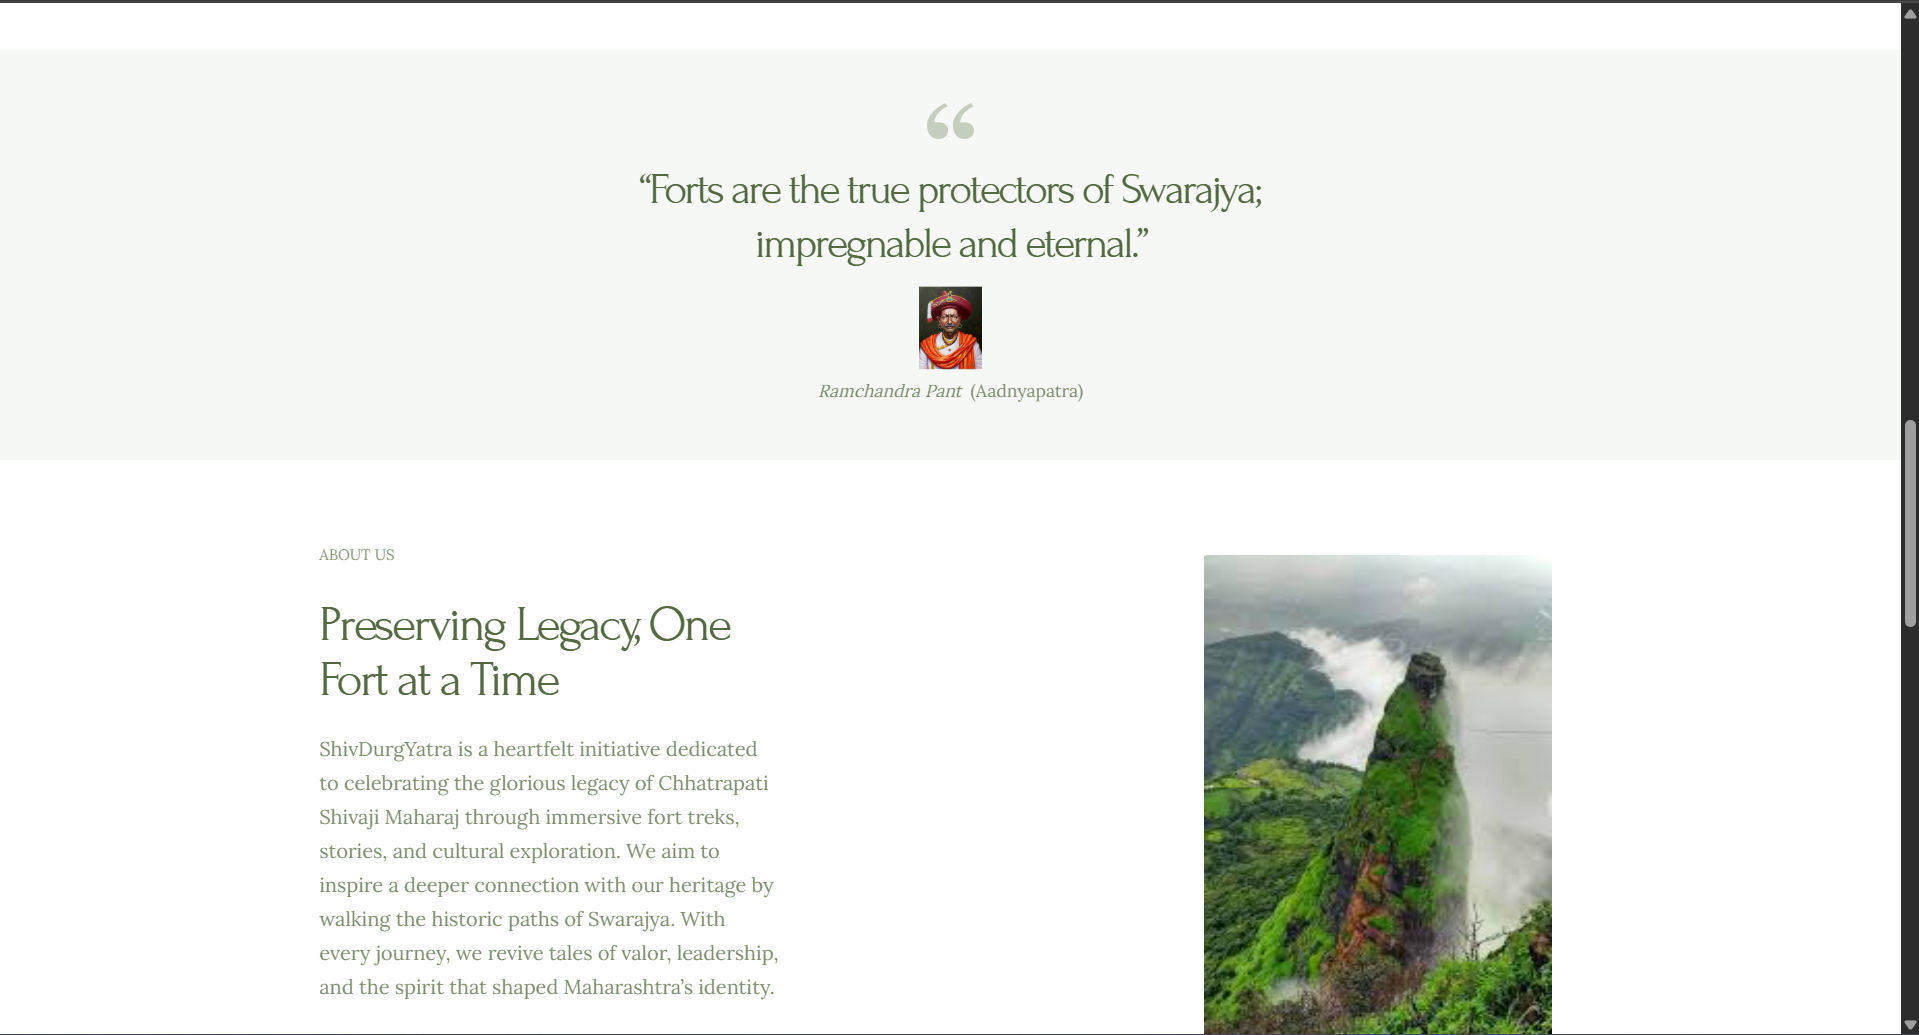 “
“Forts are the true protectors of Swarajya;
impregnable and eternal.”
Ramchandra Pant (Aadnyapatra)
ABOUT US
Preserving Legacy, One
Fort at a Time
ShivDurgYatra is a heartfelt initiative dedicated
to celebrating the glorious legacy of Chhatrapati
Shivaji Maharaj through immersive fort treks,
stories, and cultural exploration. We aim to
inspire a deeper connection with our heritage by
walking the historic paths of Swarajya. With
every journey, we revive tales of valor, leadership,
and the spirit that shaped Maharashtra’s identity.